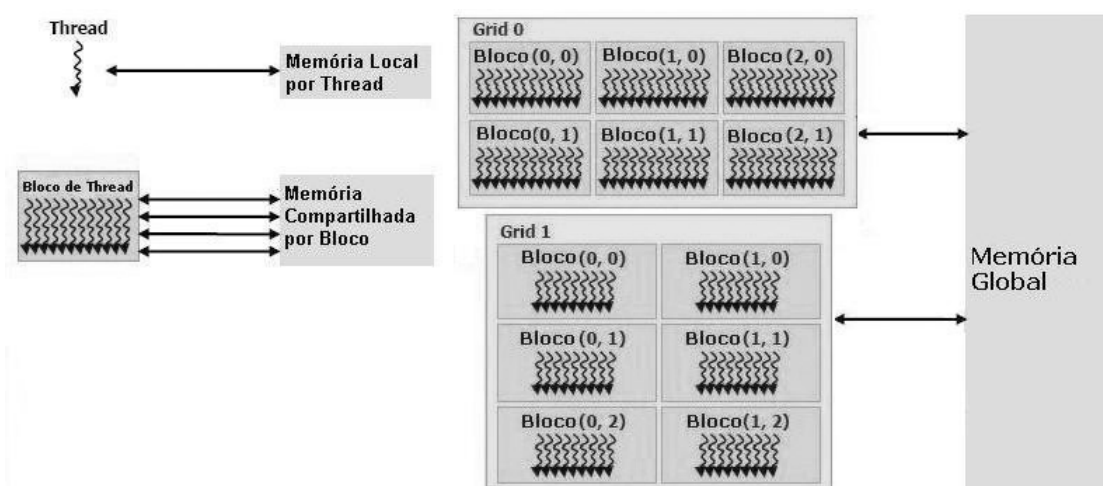 Thread
Memória Local
por Thread
Bloco de Thread
Memória
Compartilhada
por Bloco
Grid 0
Bloco(0, 0)
Bloco(1, 0)
Bloco(2, 0)
Bloco(0, 1)
Bloco(1, 1)
Bloco(2, 1)
Grid 1
Bloco(0, 0)
Bloco(1, 0)
Bloco(0, 1)
Bloco(1, 1)
Bloco(0, 2)
Bloco(1, 2)
Memória
Global